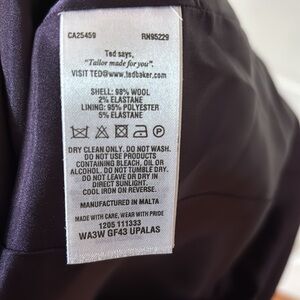 CA25459 RN95229
Ted says,
"Tailor made for you".
VISIT TED@www.tedbaker.com
SHELL: 98% WOOL
2% ELASTANE
LINING: 95% POLYESTER
5% ELASTANE
P
DRY CLEAN ONLY. DO NOT WASH.
DO NOT USE PRODUCTS
CONTAINING BLEACH, OIL OR
ALCOHOL. DO NOT TUMBLE DRY.
DO NOT LEAVE OR DRY IN
DIRECT SUNLIGHT.
COOL IRON ON REVERSE.
MANUFACTURED IN MALTA
MADE WITH CARE, WEAR WITH PRIDE
1205 111333
WA3W GF43 UPALAS